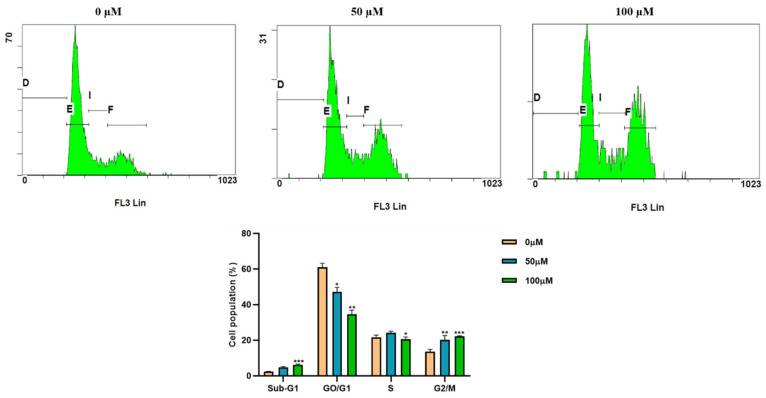 0 µM
50 µM
100 µM
70
D
E
I
F
0
1023
FL3 Lin
31
D
E
I
F
0
1023
FL3 Lin
D
E
I
F
0
1023
FL3 Lin
Cell population (%)
80
60
40
20
0
***
*
**
*
**
***
Sub-G1
GO/G1
S
G2/M
0µM
50µM
100µM